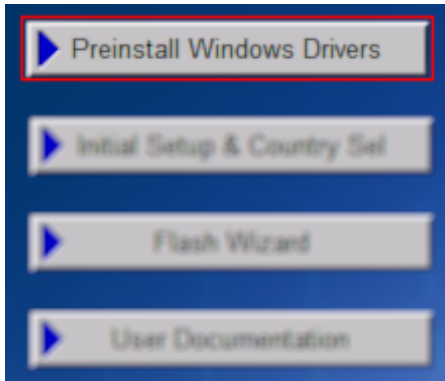 Preinstall Windows Drivers
Initial Setup & Country Sel
Flash Wizard
User Documentation